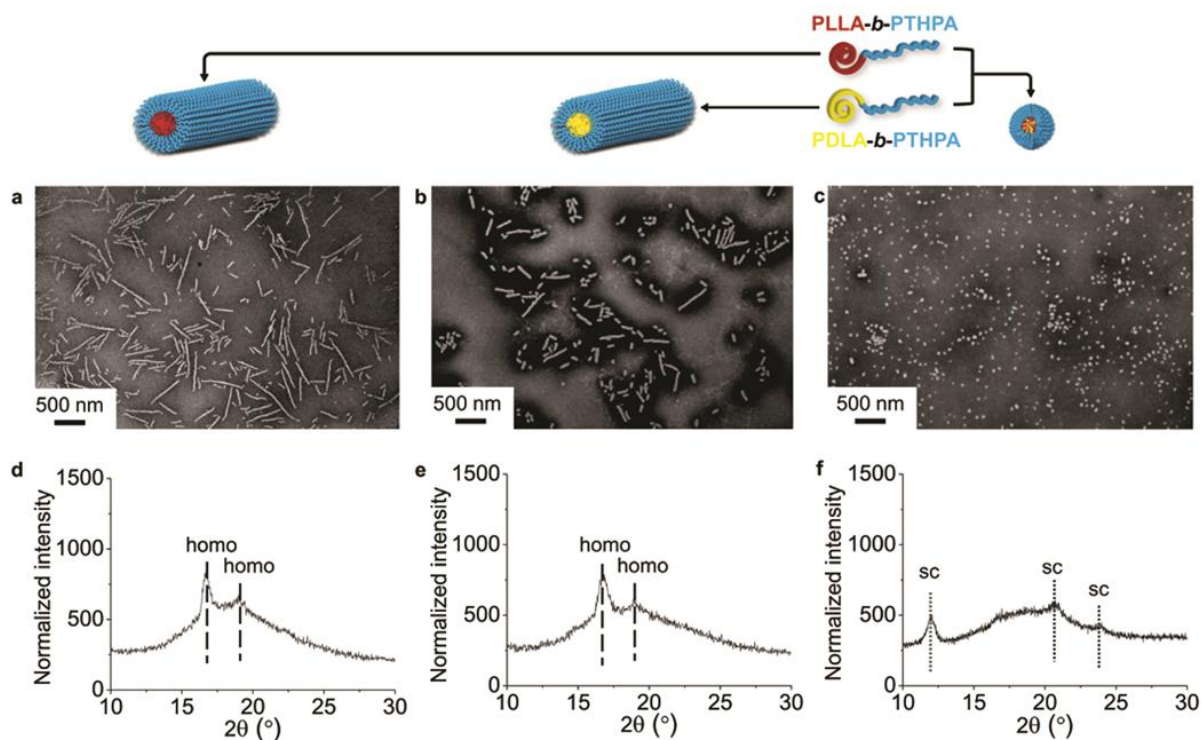 PLLA-b-PTHPA
PDLA-b-PTHPA
a
500 nm
b
500 nm
c
500 nm
d
1500
1000
500
0
Normalized intensity
homo
homo
10
15
20
25
30
2θ (°)
e
1500
1000
500
0
Normalized intensity
homo
homo
10
15
20
25
30
2θ (°)
f
1500
1000
500
0
Normalized intensity
sc
sc
sc
10
15
20
25
30
2θ (°)